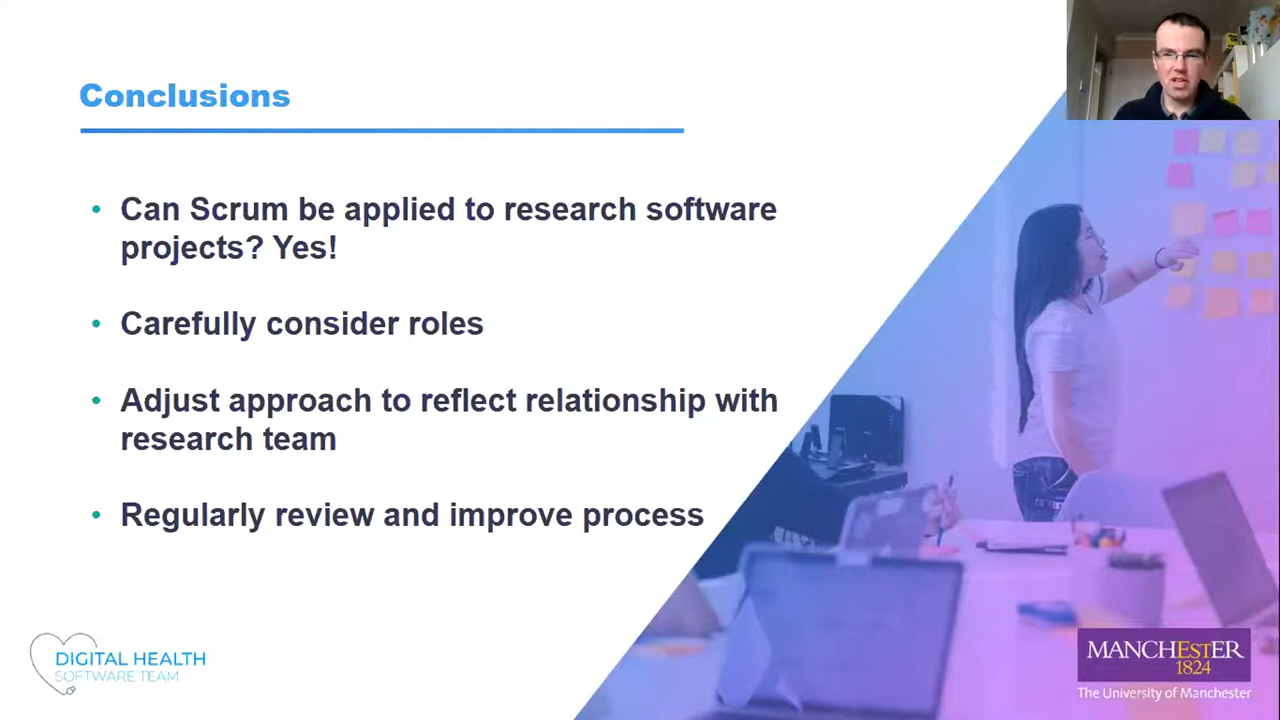 Conclusions
• Can Scrum be applied to research software
projects? Yes!
• Carefully consider roles
• Adjust approach to reflect relationship with
research team
• Regularly review and improve process
DIGITAL HEALTH
SOFTWARE TEAM
MANCHESTER
1824
The University of Manchester